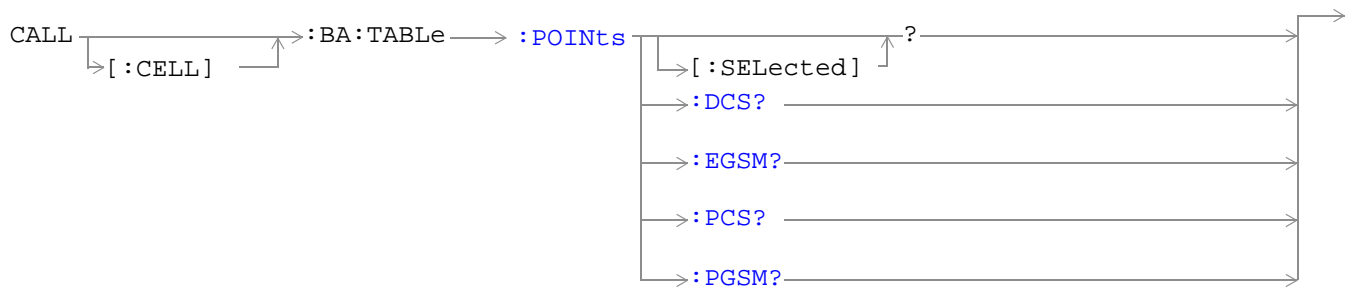 CALL :BA:TABLe :POINts ?
[:CELL] [:SELected]
:DCS?
:EGSM?
:PCS?
:PGSM?